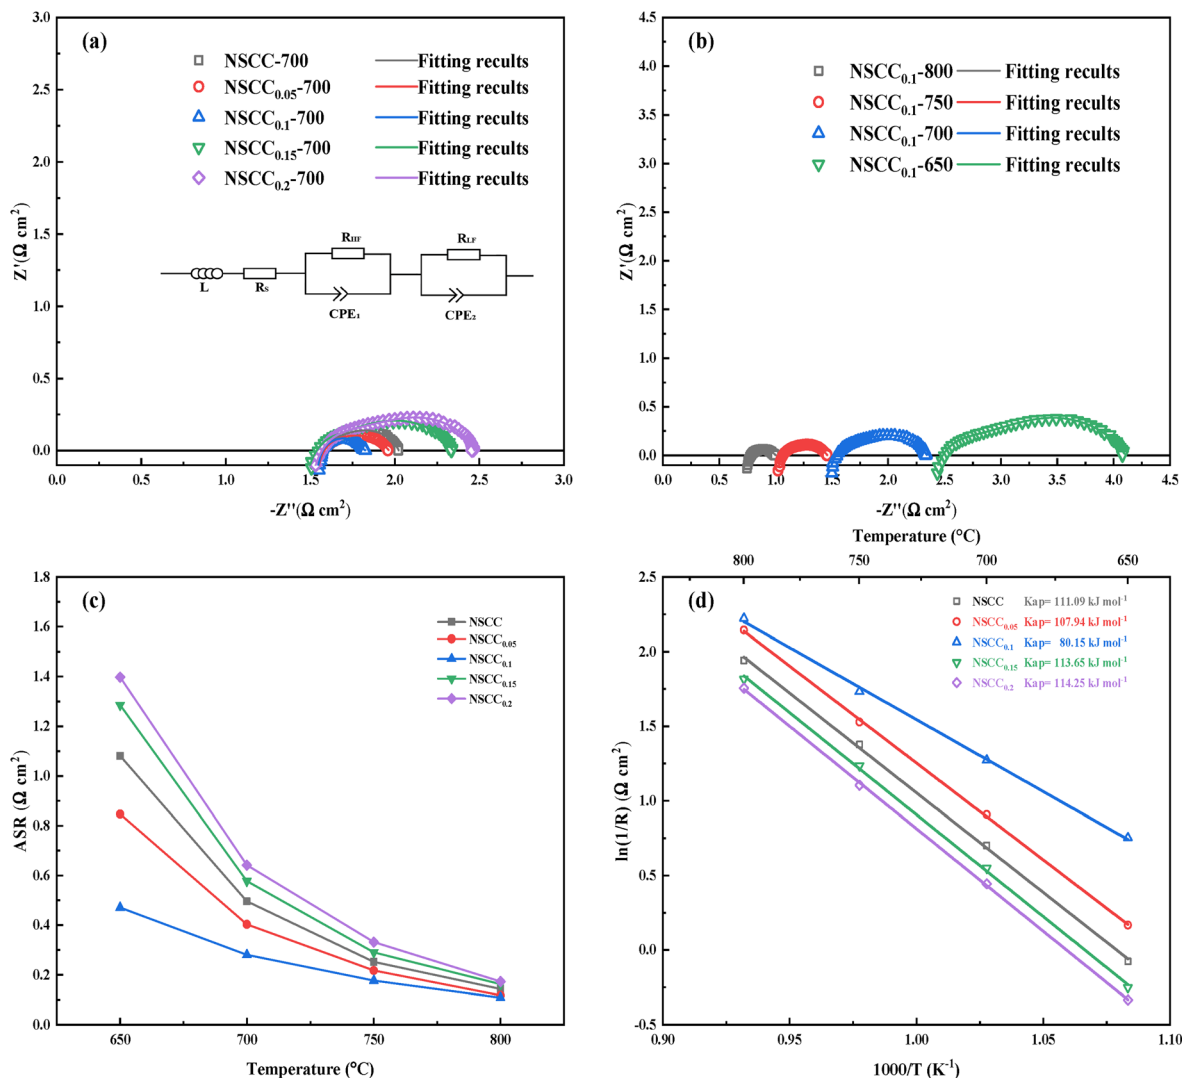 (a)
NSCC-700 Fitting recults
NSCC0.05-700 Fitting recults
NSCC0.1-700 Fitting recults
NSCC0.15-700 Fitting recults
NSCC0.2-700 Fitting recults
L
RS
RHF
CPE1
RLF
CPE2
Z'(Ω cm2)
3.0
2.5
2.0
1.5
1.0
0.5
0.0
0.0 0.5 1.0 1.5 2.0 2.5 3.0
-Z''(Ω cm2)
(b)
NSCC0.1-800 Fitting recults
NSCC0.1-750 Fitting recults
NSCC0.1-700 Fitting recults
NSCC0.1-650 Fitting recults
Z'(Ω cm2)
4.5
4.0
3.5
3.0
2.5
2.0
1.5
1.0
0.5
0.0
0.0 0.5 1.0 1.5 2.0 2.5 3.0 3.5 4.0 4.5
-Z''(Ω cm2)
(c)
NSCC
NSCC0.05
NSCC0.1
NSCC0.15
NSCC0.2
ASR (Ω cm2)
1.8
1.6
1.4
1.2
1.0
0.8
0.6
0.4
0.2
0.0
650 700 750 800
Temperature (°C)
Temperature (°C)
800 750 700 650
(d)
NSCC Kap= 111.09 kJ mol-1
NSCC0.05 Kap= 107.94 kJ mol-1
NSCC0.1 Kap= 80.15 kJ mol-1
NSCC0.15 Kap= 113.65 kJ mol-1
NSCC0.2 Kap= 114.25 kJ mol-1
ln(1/R) (Ω cm2)
2.5
2.0
1.5
1.0
0.5
0.0
-0.5
0.90 0.95 1.00 1.05 1.10
1000/T (K-1)